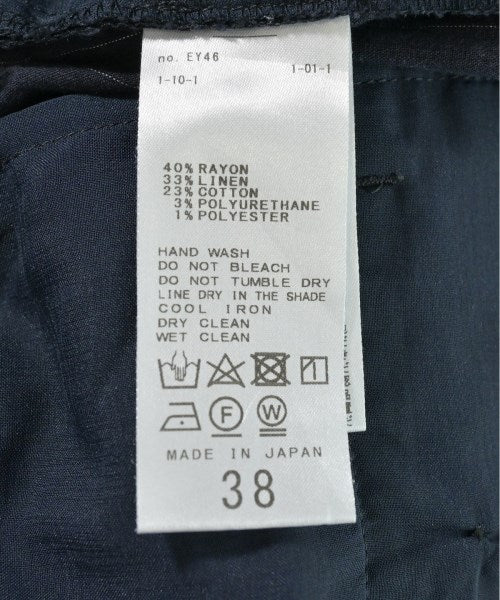 no. EY46
1-10-1 1-01-1
40% RAYON
33% LINEN
23% COTTON
3% POLYURETHANE
1% POLYESTER
HAND WASH
DO NOT BLEACH
DO NOT TUMBLE DRY
LINE DRY IN THE SHADE
COOL IRON
DRY CLEAN
WET CLEAN
F W
MADE IN JAPAN
38